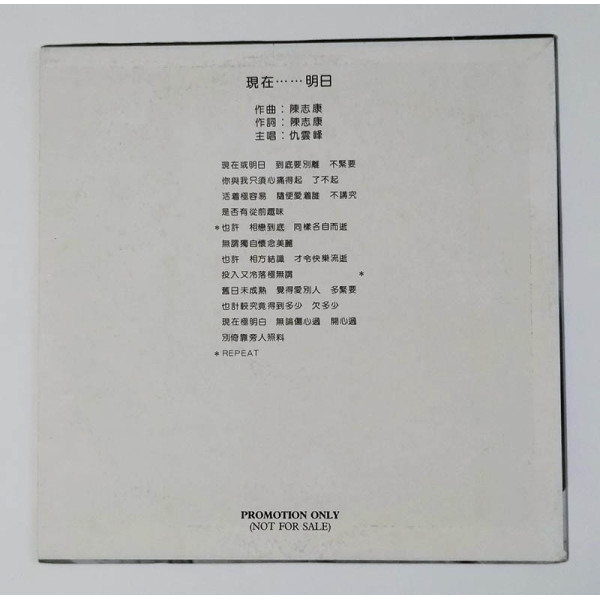 現在……明日
作曲：陳志康
作詞：陳志康
主唱：仇雲峰
現在或明日 到底要別離 不緊要
你與我只須心痛得起 了不起
活着極容易 隨便愛着誰 不講究
是否有從前趣味
*也許 相戀到底 同樣各自而逝
無謂獨自懷念美麗
也許 相方結識 才令快樂流逝
投入又冷落極無謂 *
舊日未成熟 覺得愛別人 多緊要
也計較究竟得到多少 欠多少
現在極明白 無論傷心過 開心過
別倚靠旁人照料
* REPEAT
PROMOTION ONLY
(NOT FOR SALE)